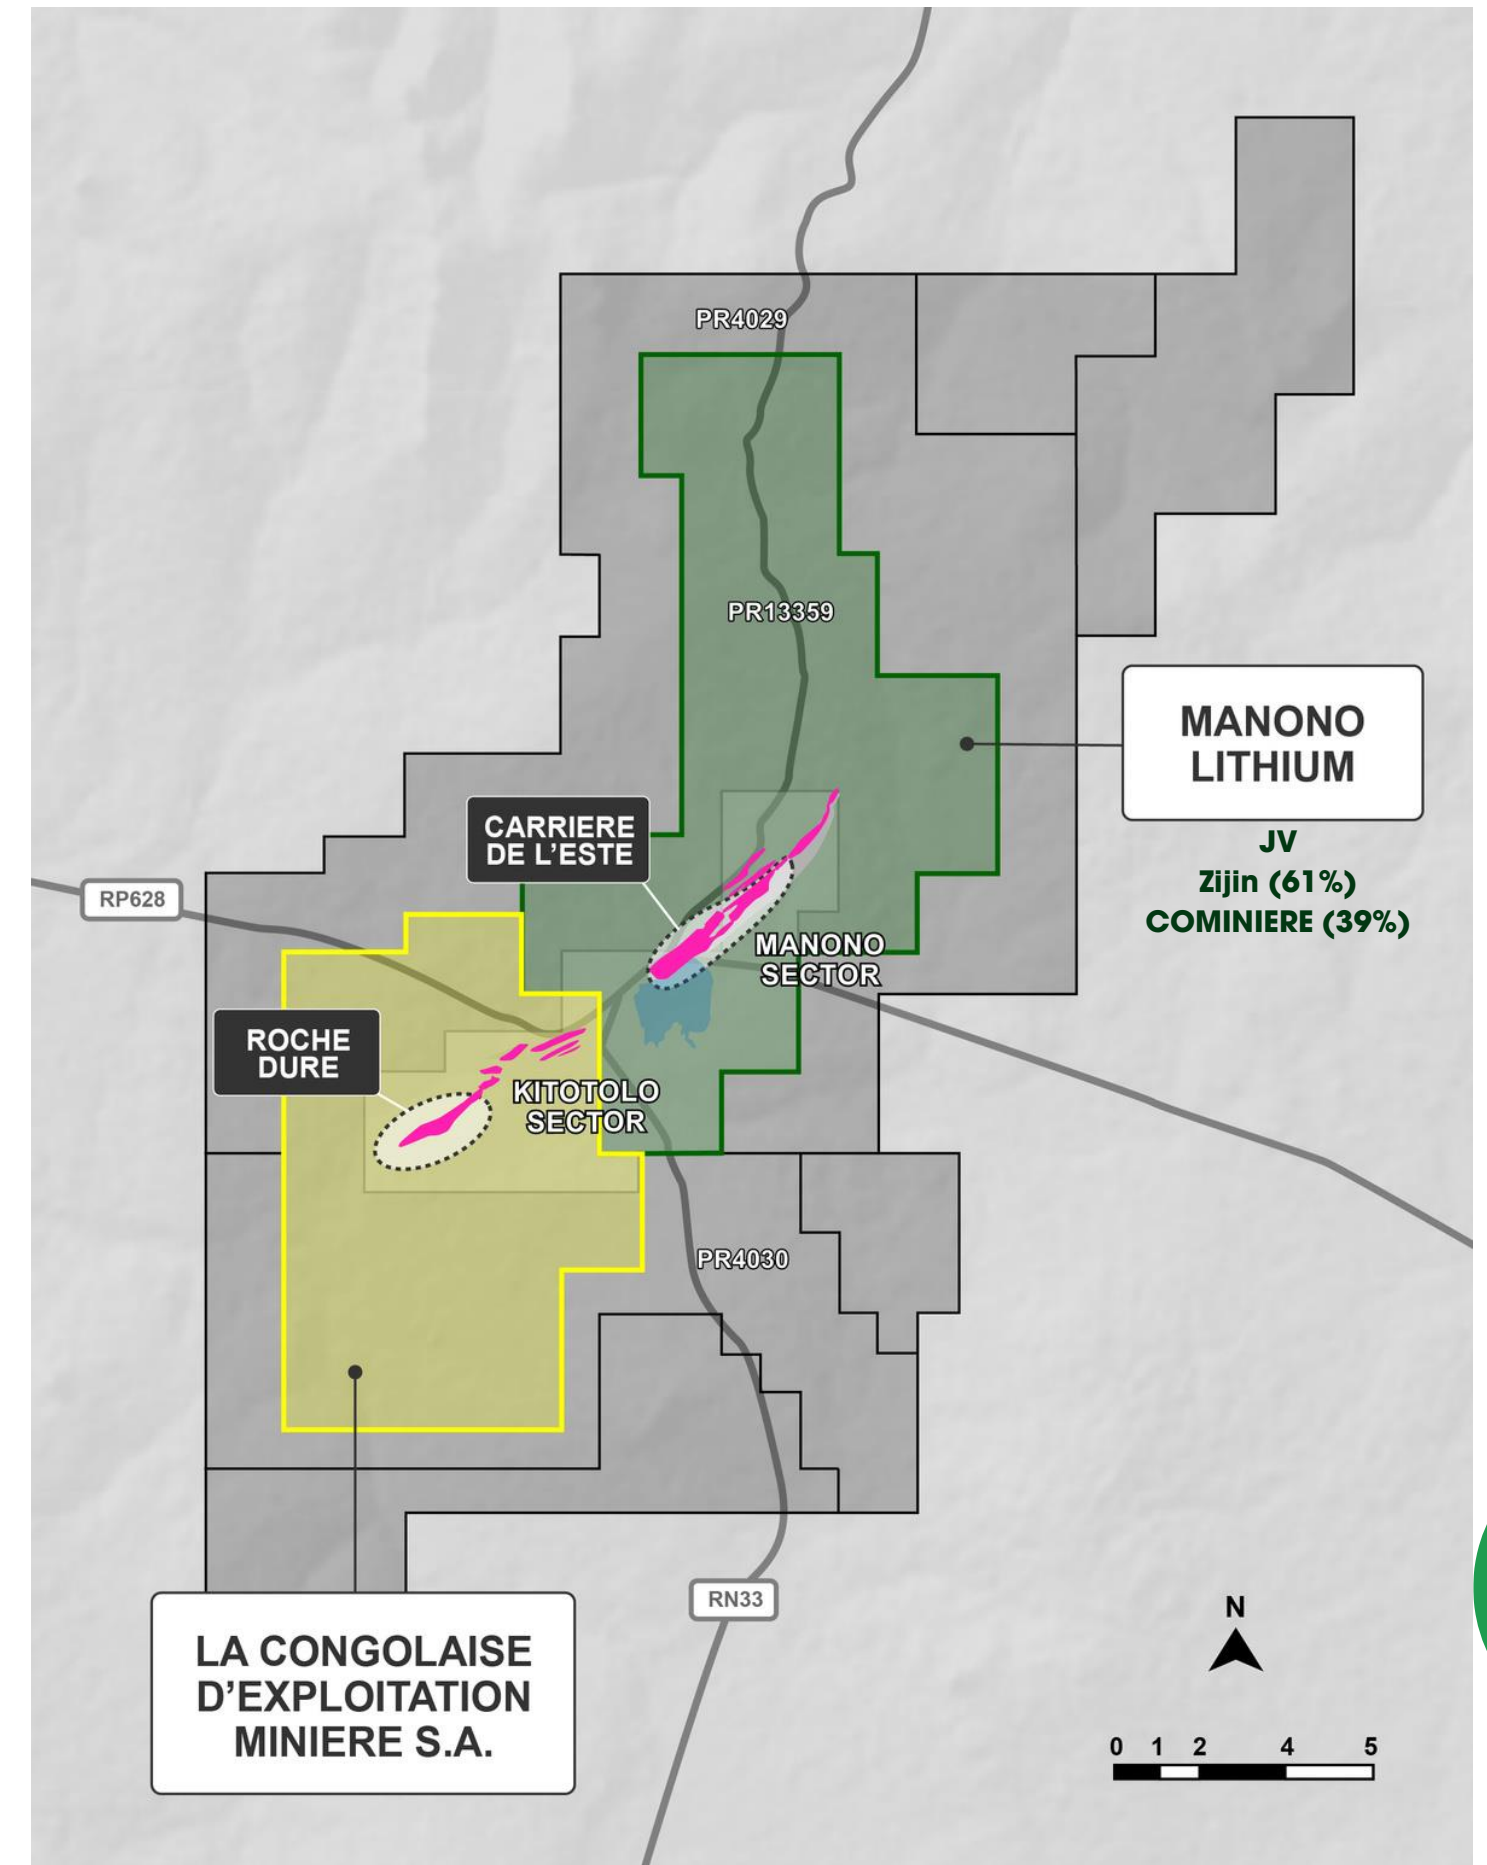 PR4029
PR13359
MANONO
LITHIUM
JV
Zijin (61%)
COMINIERE (39%)
CARRIERE
DE L'ESTE
RP628
MANONO
SECTOR
ROCHE
DURE
KITOTOLO
SECTOR
PR4030
RN33
LA CONGOLAISE
D'EXPLOITATION
MINIERE S.A.
N
0 1 2 4 5